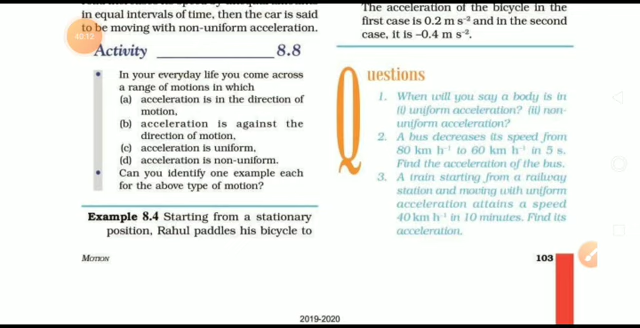 in equal intervals of time, then the car is said
to be moving with non-uniform acceleration.
40:13
Activity 8.8
• In your everyday life you come across
a range of motions in which
(a) acceleration is in the direction of
motion,
(b) acceleration is against the
direction of motion,
(c) acceleration is uniform,
(d) acceleration is non-uniform.
• Can you identify one example each
for the above type of motion?
Example 8.4 Starting from a stationary
position, Rahul paddles his bicycle to
The acceleration of the bicycle in the
first case is 0.2 m s⁻² and in the second
case, it is –0.4 m s⁻².
Questions
1. When will you say a body is in
(i) uniform acceleration? (ii) non-
uniform acceleration?
2. A bus decreases its speed from
80 km h⁻¹ to 60 km h⁻¹ in 5 s.
Find the acceleration of the bus.
3. A train starting from a railway
station and moving with uniform
acceleration attains a speed
40 km h⁻¹ in 10 minutes. Find its
acceleration.
MOTION
103
2019-2020